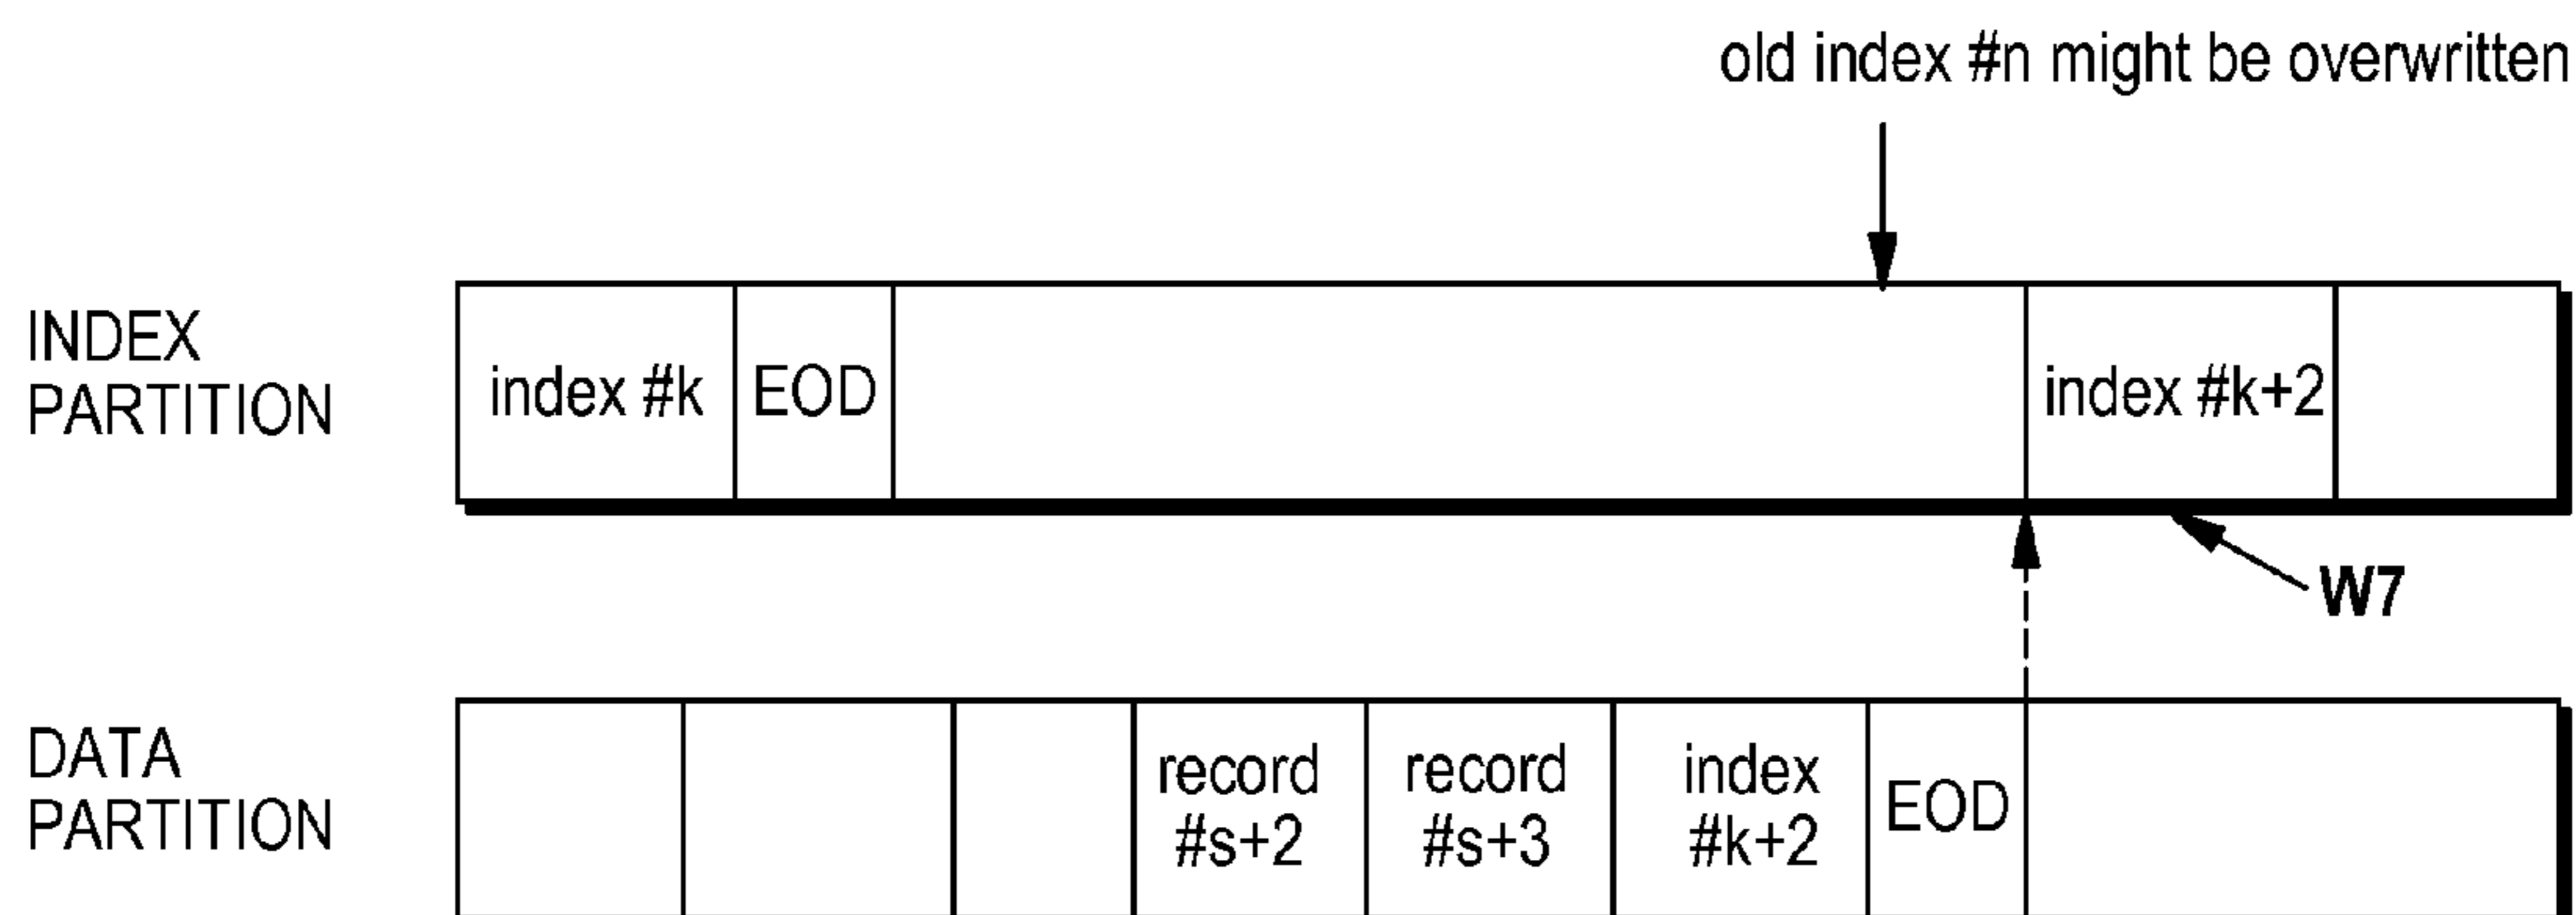 old index #n might be overwritten
INDEX
PARTITION
index #k
EOD
index #k+2
W7
DATA
PARTITION
record
#s+2
record
#s+3
index
#k+2
EOD